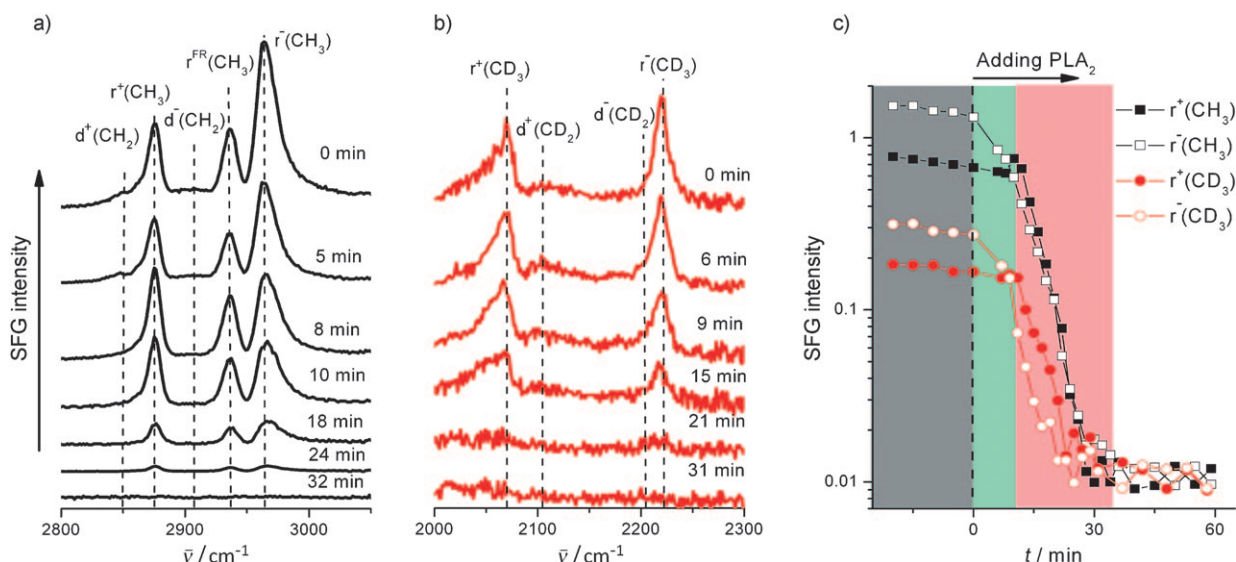 a)
r⁻(CH₃)
r^FR(CH₃)
r⁺(CH₃)
d⁻(CH₂)
d⁺(CH₂)
0 min
5 min
8 min
10 min
18 min
24 min
32 min
SFG intensity
2800 2900 3000
ν̄ / cm⁻¹
b)
r⁺(CD₃)
r⁻(CD₃)
d⁻(CD₂)
d⁺(CD₂)
0 min
6 min
9 min
15 min
21 min
31 min
2000 2100 2200 2300
ν̄ / cm⁻¹
c)
Adding PLA₂
r⁺(CH₃)
r⁻(CH₃)
r⁺(CD₃)
r⁻(CD₃)
SFG intensity
1
0.1
0.01
0 30 60
t / min